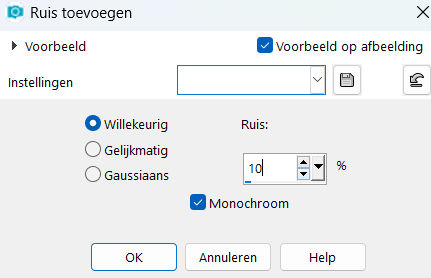 Ruis toevoegen
Voorbeeld
Voorbeeld op afbeelding
Instellingen
Willekeurig
Ruis:
Gelijkmatig
10
%
Gaussiaans
Monochroom
OK
Annuleren
Help